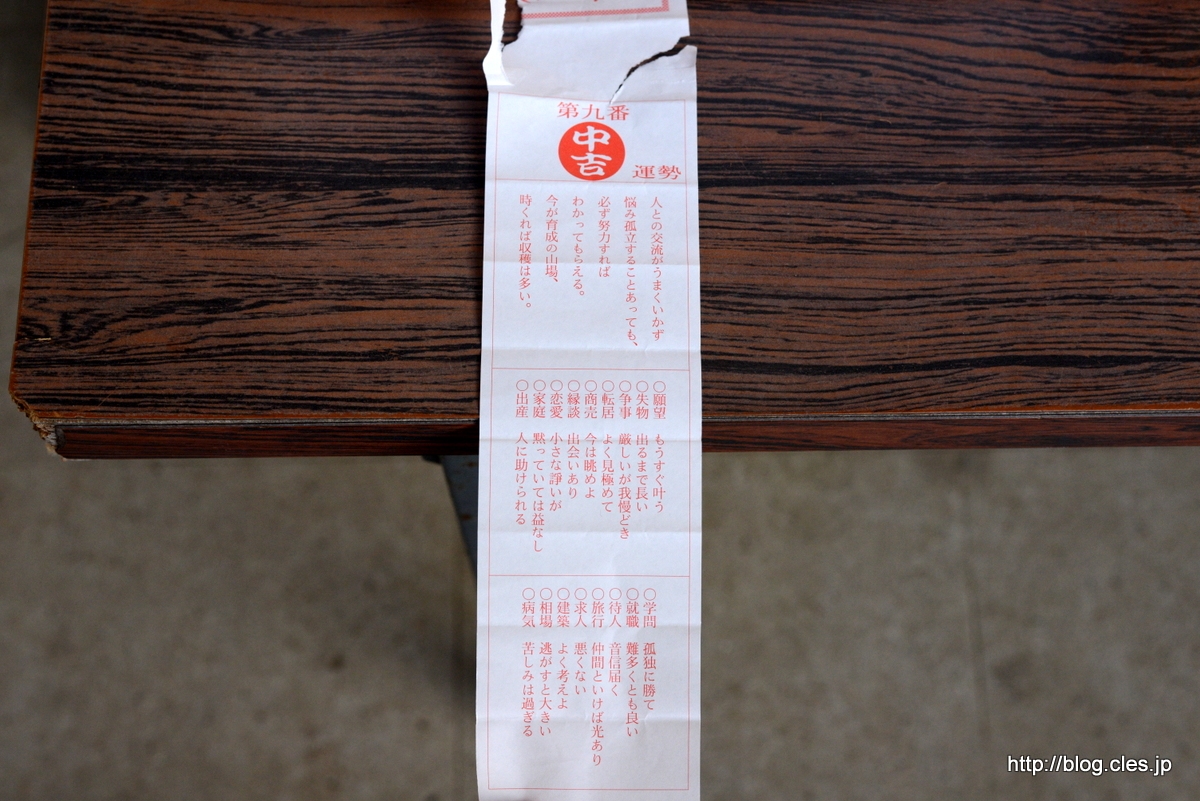 第九番
中吉
運勢
人との交流がうまくいかず
悩み孤立することあっても、
必ず努力すれば
わかってもらえる。
今が育成の山場、
時くれば収穫は多い。
○願望 もうすぐ叶う
○失物 出るまで長い
○争事 厳しいが我慢どき
○転居 よく見極めて
○商売 今は眺めよ
○縁談 出会いあり
○恋愛 小さな諍いが
○家庭 黙っていては益なし
○出産 人に助けられる
○学問 孤独に勝て
○就職 難多くとも良い
○待人 音信届く
○旅行 仲間といけば光あり
○求人 悪くない
○建築 よく考えよ
○相場 逃がすと大きい
○病気 苦しみは過ぎる
http://blog.cles.jp